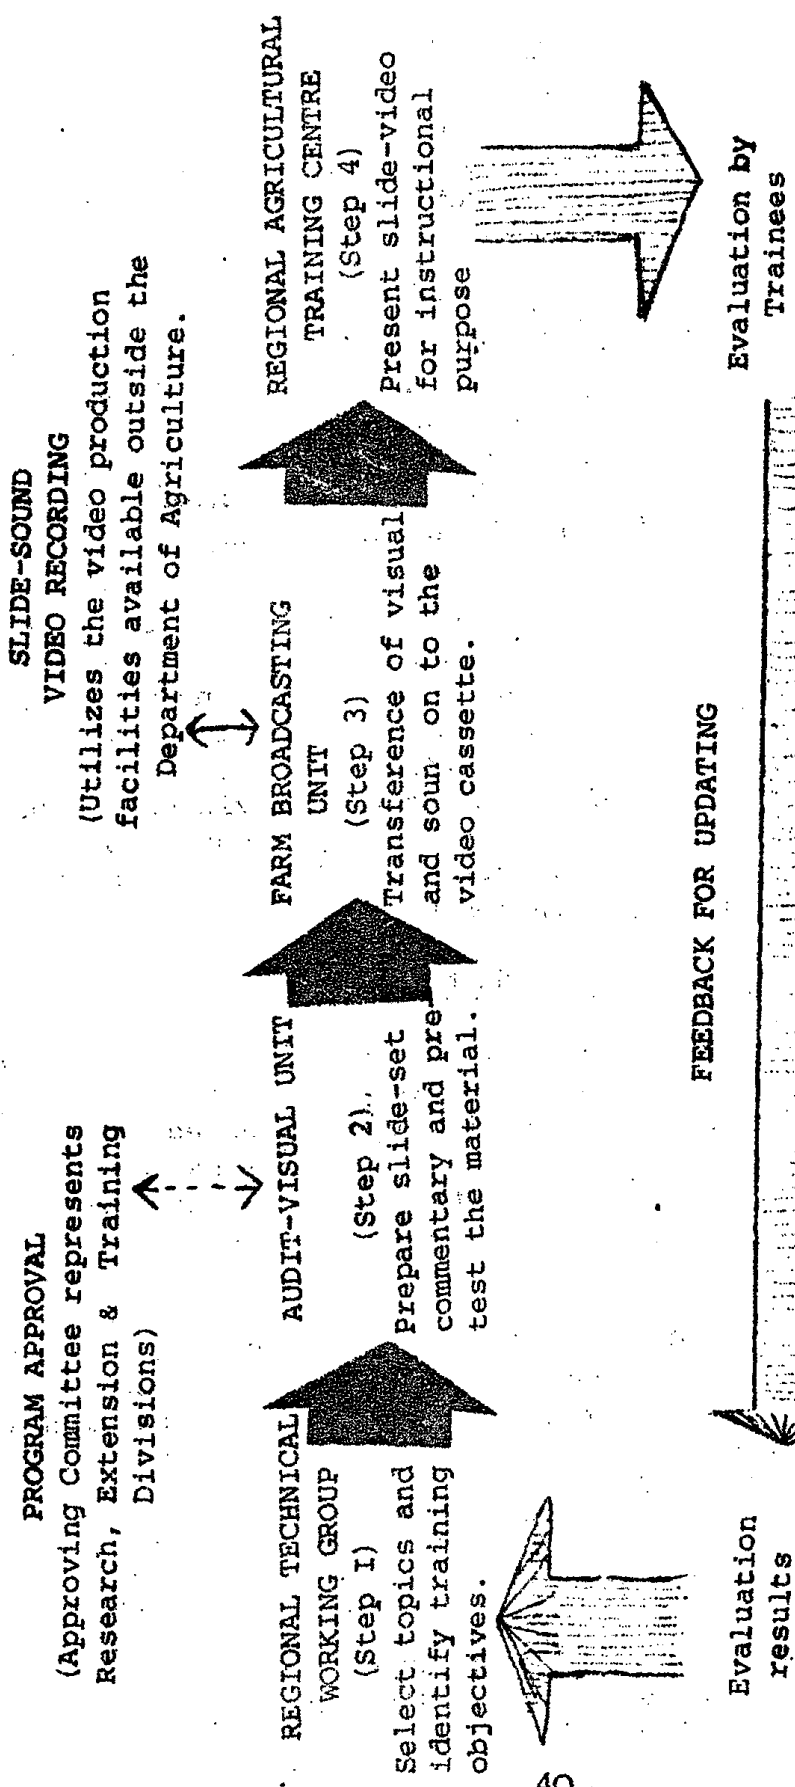 PROGRAM APPROVAL
(Approving Committee represents
Research, Extension & Training
Divisions)
SLIDE-SOUND
VIDEO RECORDING
(Utilizes the video production
facilities available outside the
Department of Agriculture.
REGIONAL TECHNICAL
WORKING GROUP
(Step I)
Select topics and
identify training
objectives.
AUDIT-VISUAL UNIT
(Step 2)
Prepare slide-set
commentary and pre-
test the material.
FARM BROADCASTING
UNIT
(Step 3)
Transference of visual
and soun on to the
video cassette.
REGIONAL AGRICULTURAL
TRAINING CENTRE
(Step 4)
Present slide-video
for instructional
purpose
FEEDBACK FOR UPDATING
Evaluation
results
Evaluation by
Trainees
40